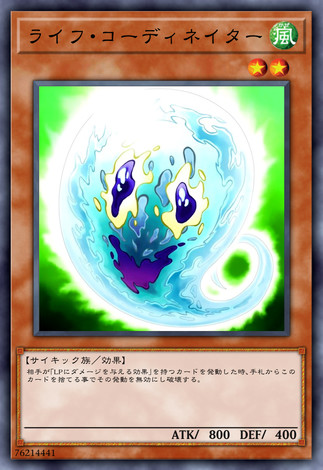 ライフ・コーディネイター
風
【サイキック族／効果】
相手が「LPにダメージを与える効果」を持つカードを発動した時、手札からこ
のカードを捨てる事でその発動を無効にし破壊する。
ATK/ 800 DEF/ 400
76214441